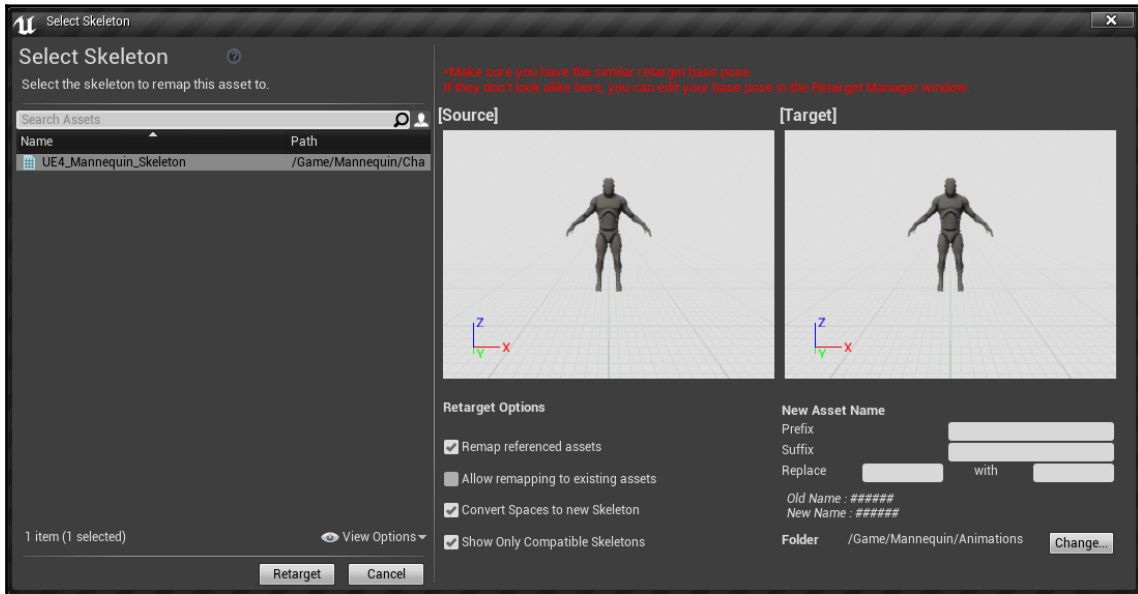 Select Skeleton
Select Skeleton
Select the skeleton to remap this asset to.
Search Assets
Name Path
UE4_Mannequin_Skeleton /Game/Mannequin/Cha
1 item (1 selected) View Options
Retarget Cancel
*Make sure you have the similar retarget base pose
If they don't look alike here, you can edit your base pose in the Retarget Manager window
[Source] [Target]
Z Z
X X
Y Y
Retarget Options
Remap referenced assets
Allow remapping to existing assets
Convert Spaces to new Skeleton
Show Only Compatible Skeletons
New Asset Name
Prefix
Suffix
Replace with
Old Name : ######
New Name : ######
Folder /Game/Mannequin/Animations Change...